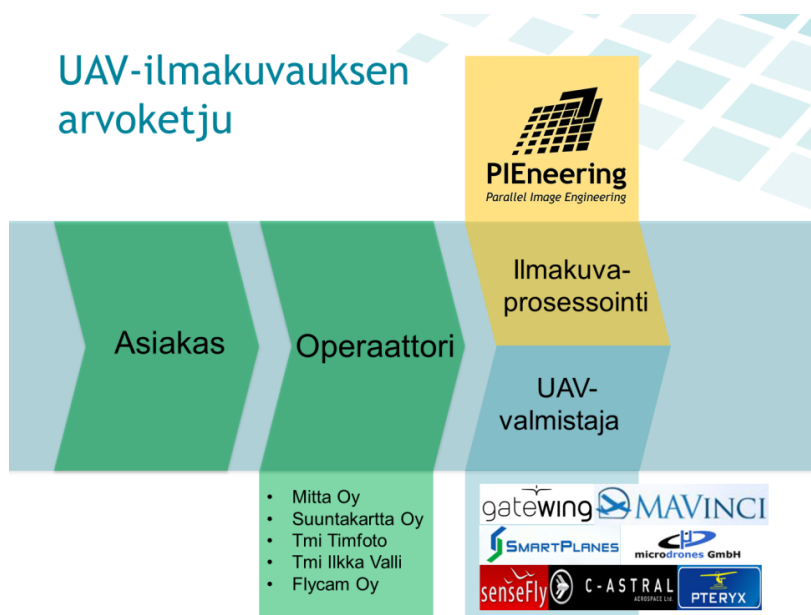 UAV-ilmakuvauksen
arvoketju
PIEneering
Parallel Image Engineering
Asiakas
Operaattori
Ilmakuva-
prosessointi
UAV-
valmistaja
• Mitta Oy
• Suuntakartta Oy
• Tmi Timfoto
• Tmi Ilkka Valli
• Flycam Oy
gatewing
MAVINCI
SMARTPLANES
microdrones GmbH
senseFly
C-ASTRAL
AEROSPACE Ltd.
PTERYX